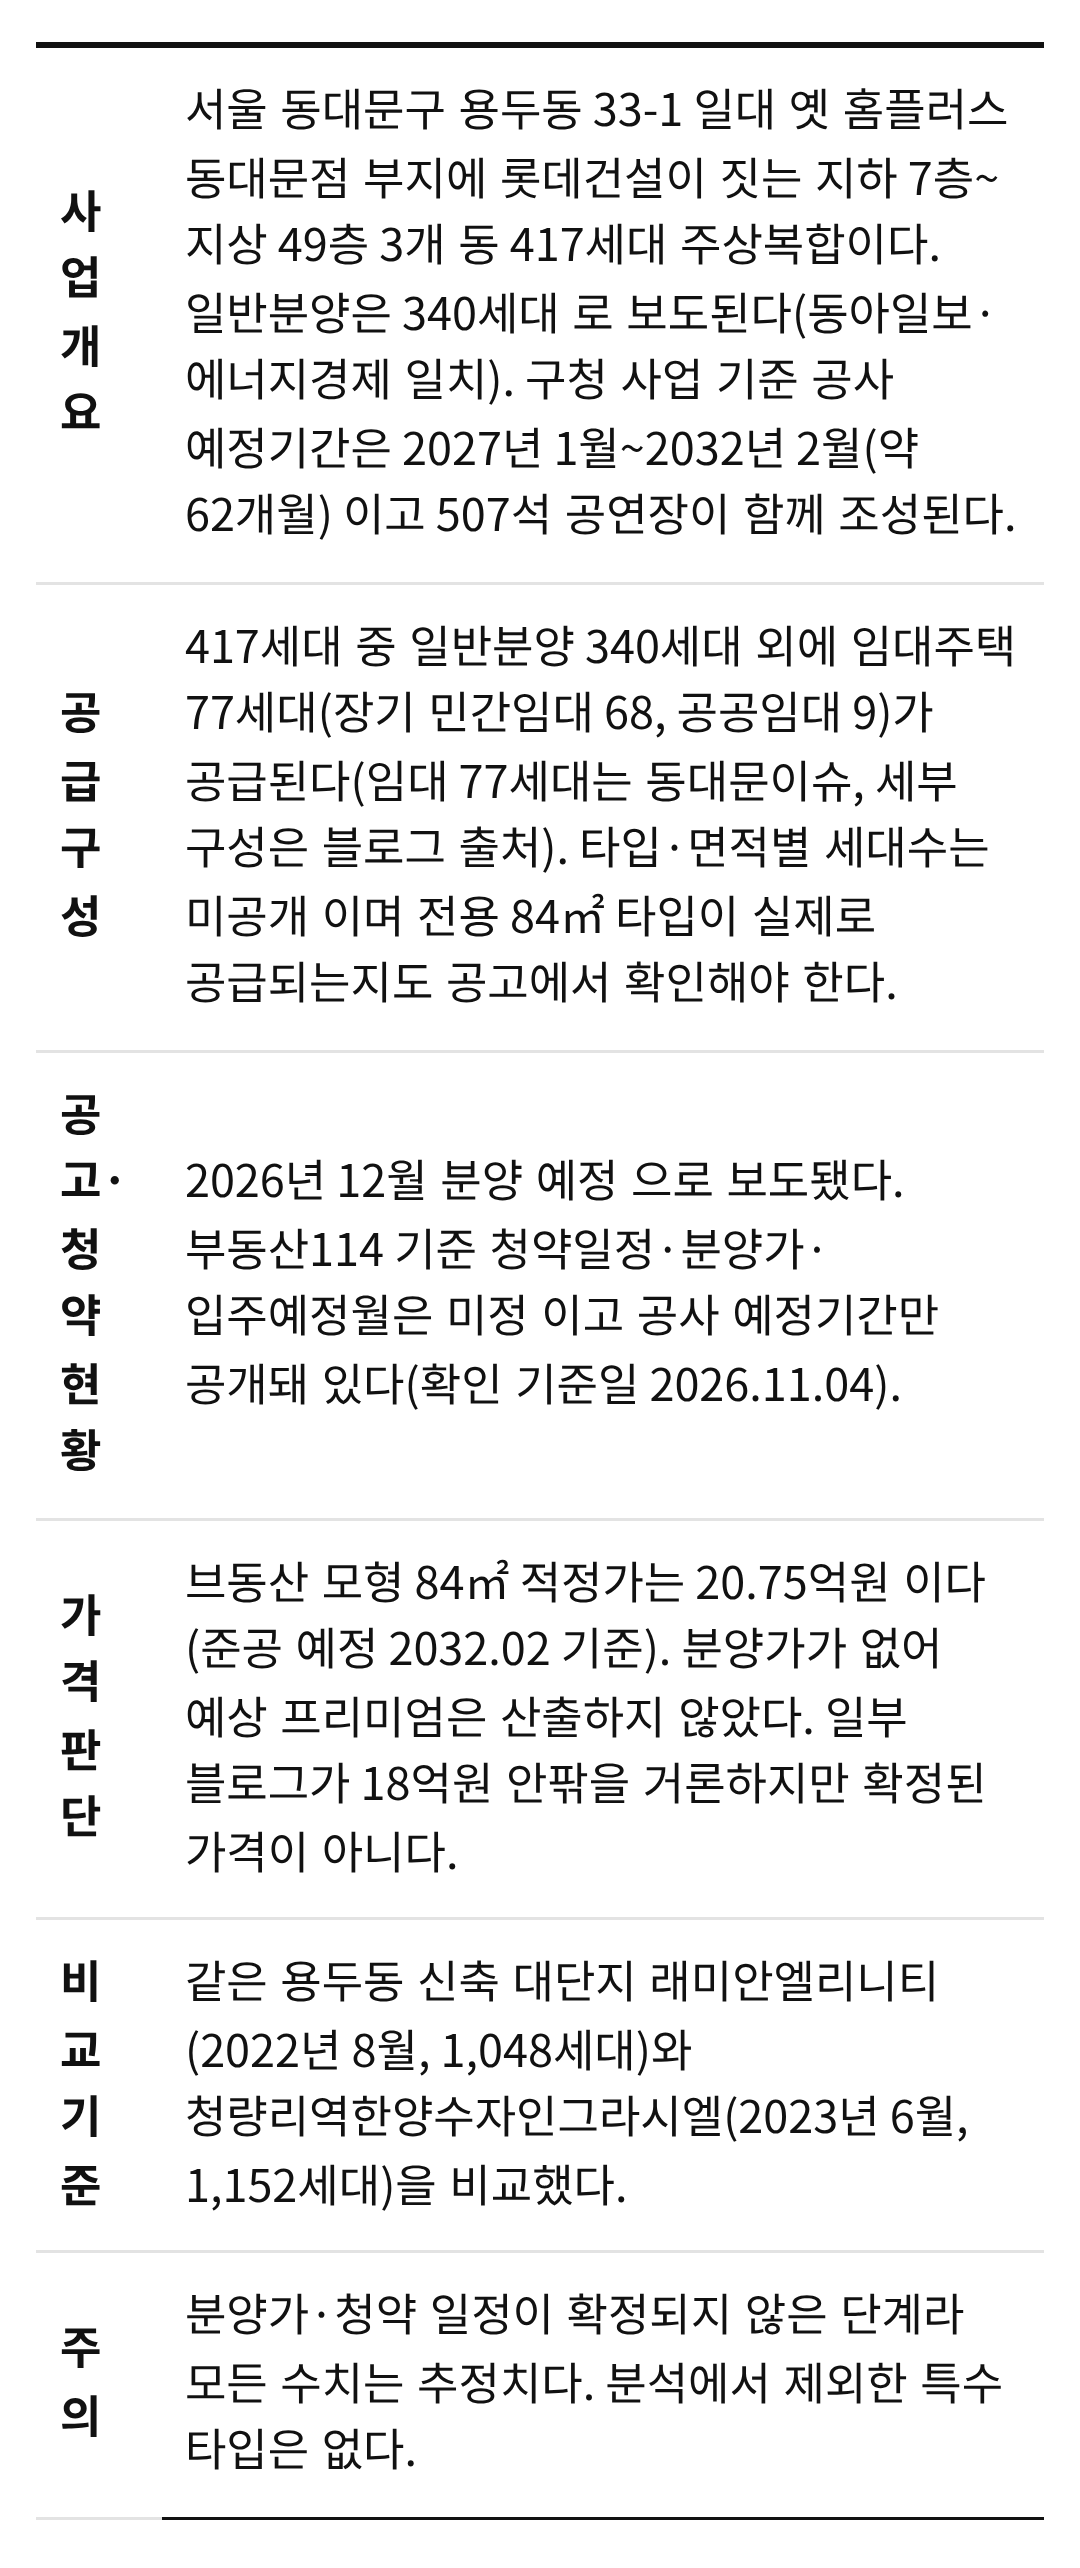 사업개요
서울 동대문구 용두동 33-1 일대 옛 홈플러스
동대문점 부지에 롯데건설이 짓는 지하 7층~
지상 49층 3개 동 417세대 주상복합이다.
일반분양은 340세대 로 보도된다(동아일보·
에너지경제 일치). 구청 사업 기준 공사
예정기간은 2027년 1월~2032년 2월(약
62개월) 이고 507석 공연장이 함께 조성된다.
공급구성
417세대 중 일반분양 340세대 외에 임대주택
77세대(장기 민간임대 68, 공공임대 9)가
공급된다(임대 77세대는 동대문이슈, 세부
구성은 블로그 출처). 타입·면적별 세대수는
미공개 이며 전용 84㎡ 타입이 실제로
공급되는지도 공고에서 확인해야 한다.
공고·청약현황
2026년 12월 분양 예정 으로 보도됐다.
부동산114 기준 청약일정·분양가·
입주예정월은 미정 이고 공사 예정기간만
공개돼 있다(확인 기준일 2026.11.04).
가격판단
브동산 모형 84㎡ 적정가는 20.75억원 이다
(준공 예정 2032.02 기준). 분양가가 없어
예상 프리미엄은 산출하지 않았다. 일부
블로그가 18억원 안팎을 거론하지만 확정된
가격이 아니다.
비교기준
같은 용두동 신축 대단지 래미안엘리니티
(2022년 8월, 1,048세대)와
청량리역한양수자인그라시엘(2023년 6월,
1,152세대)을 비교했다.
주의
분양가·청약 일정이 확정되지 않은 단계라
모든 수치는 추정치다. 분석에서 제외한 특수
타입은 없다.